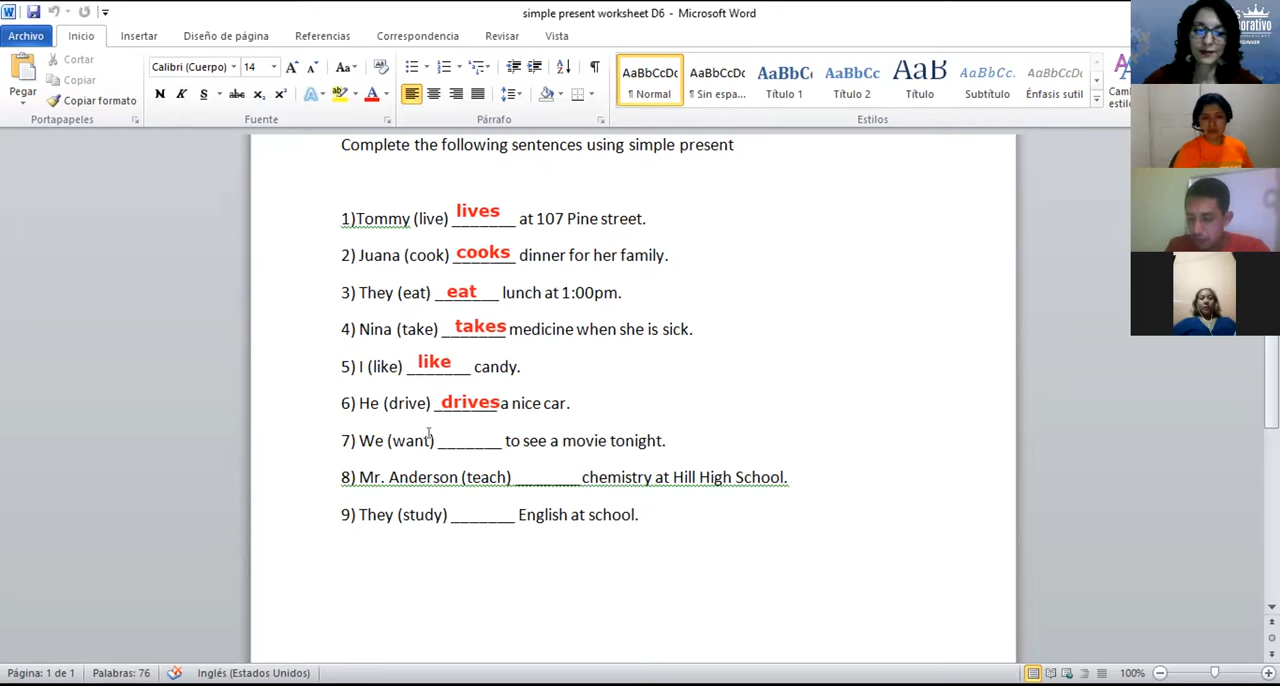 simple present worksheet D6 - Microsoft Word
Archivo Inicio Insertar Diseño de página Referencias Correspondencia Revisar Vista
Pegar
Cortar
Copiar
Copiar formato
Portapapeles
Calibri (Cuerpo) 14
Fuente
Párrafo
AaBbCcDc AaBbCcDc AaBbC AaBbCc AaB AaBbCc. AaBbCcDc
¶ Normal ¶ Sin espa... Título 1 Título 2 Título Subtítulo Énfasis sutil
Estilos
Complete the following sentences using simple present
1)Tommy (live) lives at 107 Pine street.
2) Juana (cook) cooks dinner for her family.
3) They (eat) eat lunch at 1:00pm.
4) Nina (take) takes medicine when she is sick.
5) I (like) like candy.
6) He (drive) drives a nice car.
7) We (want) _______ to see a movie tonight.
8) Mr. Anderson (teach) _______ chemistry at Hill High School.
9) They (study) _______ English at school.
Página: 1 de 1 Palabras: 76 Inglés (Estados Unidos) 100%